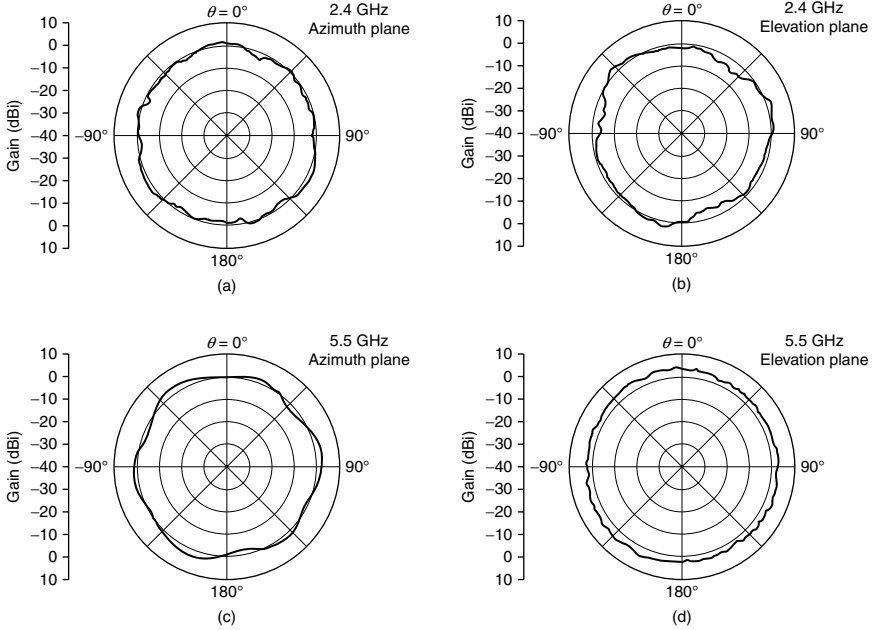 θ = 0°
2.4 GHz
Azimuth plane
10
0
−10
−20
−30
−40
−30
−20
−10
0
10
Gain (dBi)
−90°
90°
180°
(a)
θ = 0°
2.4 GHz
Elevation plane
10
0
−10
−20
−30
−40
−30
−20
−10
0
10
Gain (dBi)
−90°
90°
180°
(b)
θ = 0°
5.5 GHz
Azimuth plane
10
0
−10
−20
−30
−40
−30
−20
−10
0
10
Gain (dBi)
−90°
90°
180°
(c)
θ = 0°
5.5 GHz
Elevation plane
10
0
−10
−20
−30
−40
−30
−20
−10
0
10
Gain (dBi)
−90°
90°
180°
(d)